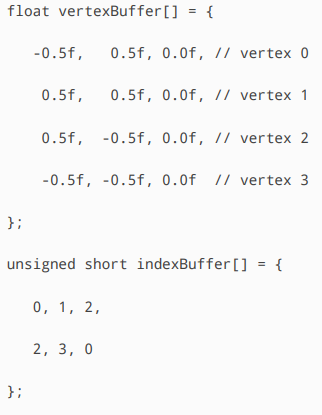 float vertexBuffer[] = {
-0.5f, 0.5f, 0.0f, // vertex 0
0.5f, 0.5f, 0.0f, // vertex 1
0.5f, -0.5f, 0.0f, // vertex 2
-0.5f, -0.5f, 0.0f // vertex 3
};
unsigned short indexBuffer[] = {
0, 1, 2,
2, 3, 0
};